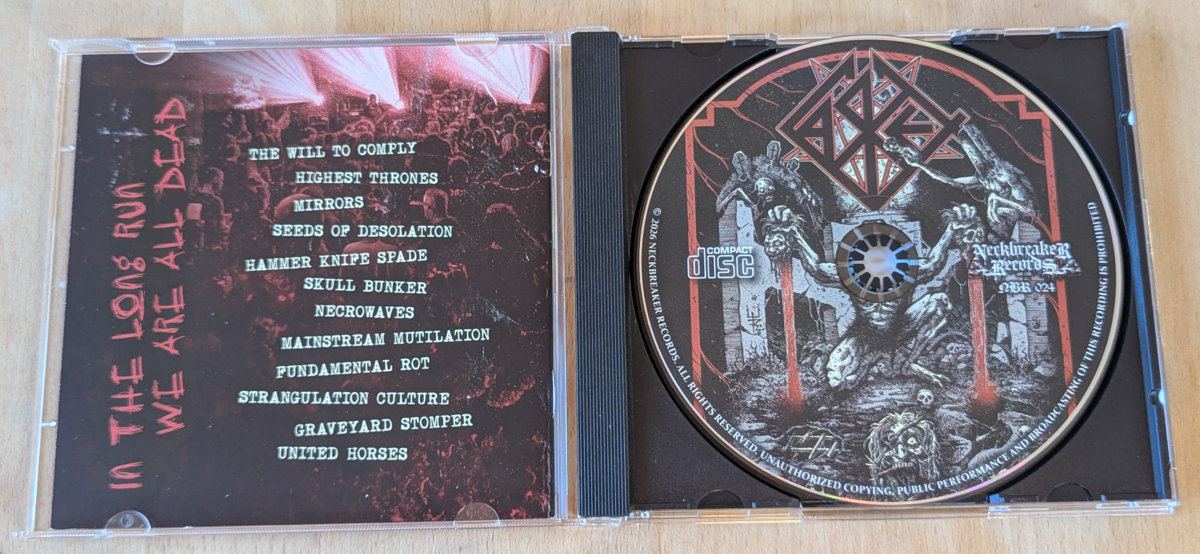 In THE LOnG RUn
WE ARE ALL DEAD
THE WILL TO COMPLY
HIGHEST THRONES
MIRRORS
SEEDS OF DESOLATION
HAMMER KNIFE SPADE
SKULL BUNKER
NECROWAVES
MAINSTREAM MUTILATION
FUNDAMENTAL ROT
STRANGULATION CULTURE
GRAVEYARD STOMPER
UNITED HORSES
COMPACT
disc
NeckbreakeR
Records
NBR 024
© 2026 NECKBREAKER RECORDS. ALL RIGHTS RESERVED. UNAUTHORIZED COPYING, PUBLIC PERFORMANCE AND BROADCASTING OF THIS RECORDING IS PROHIBITED